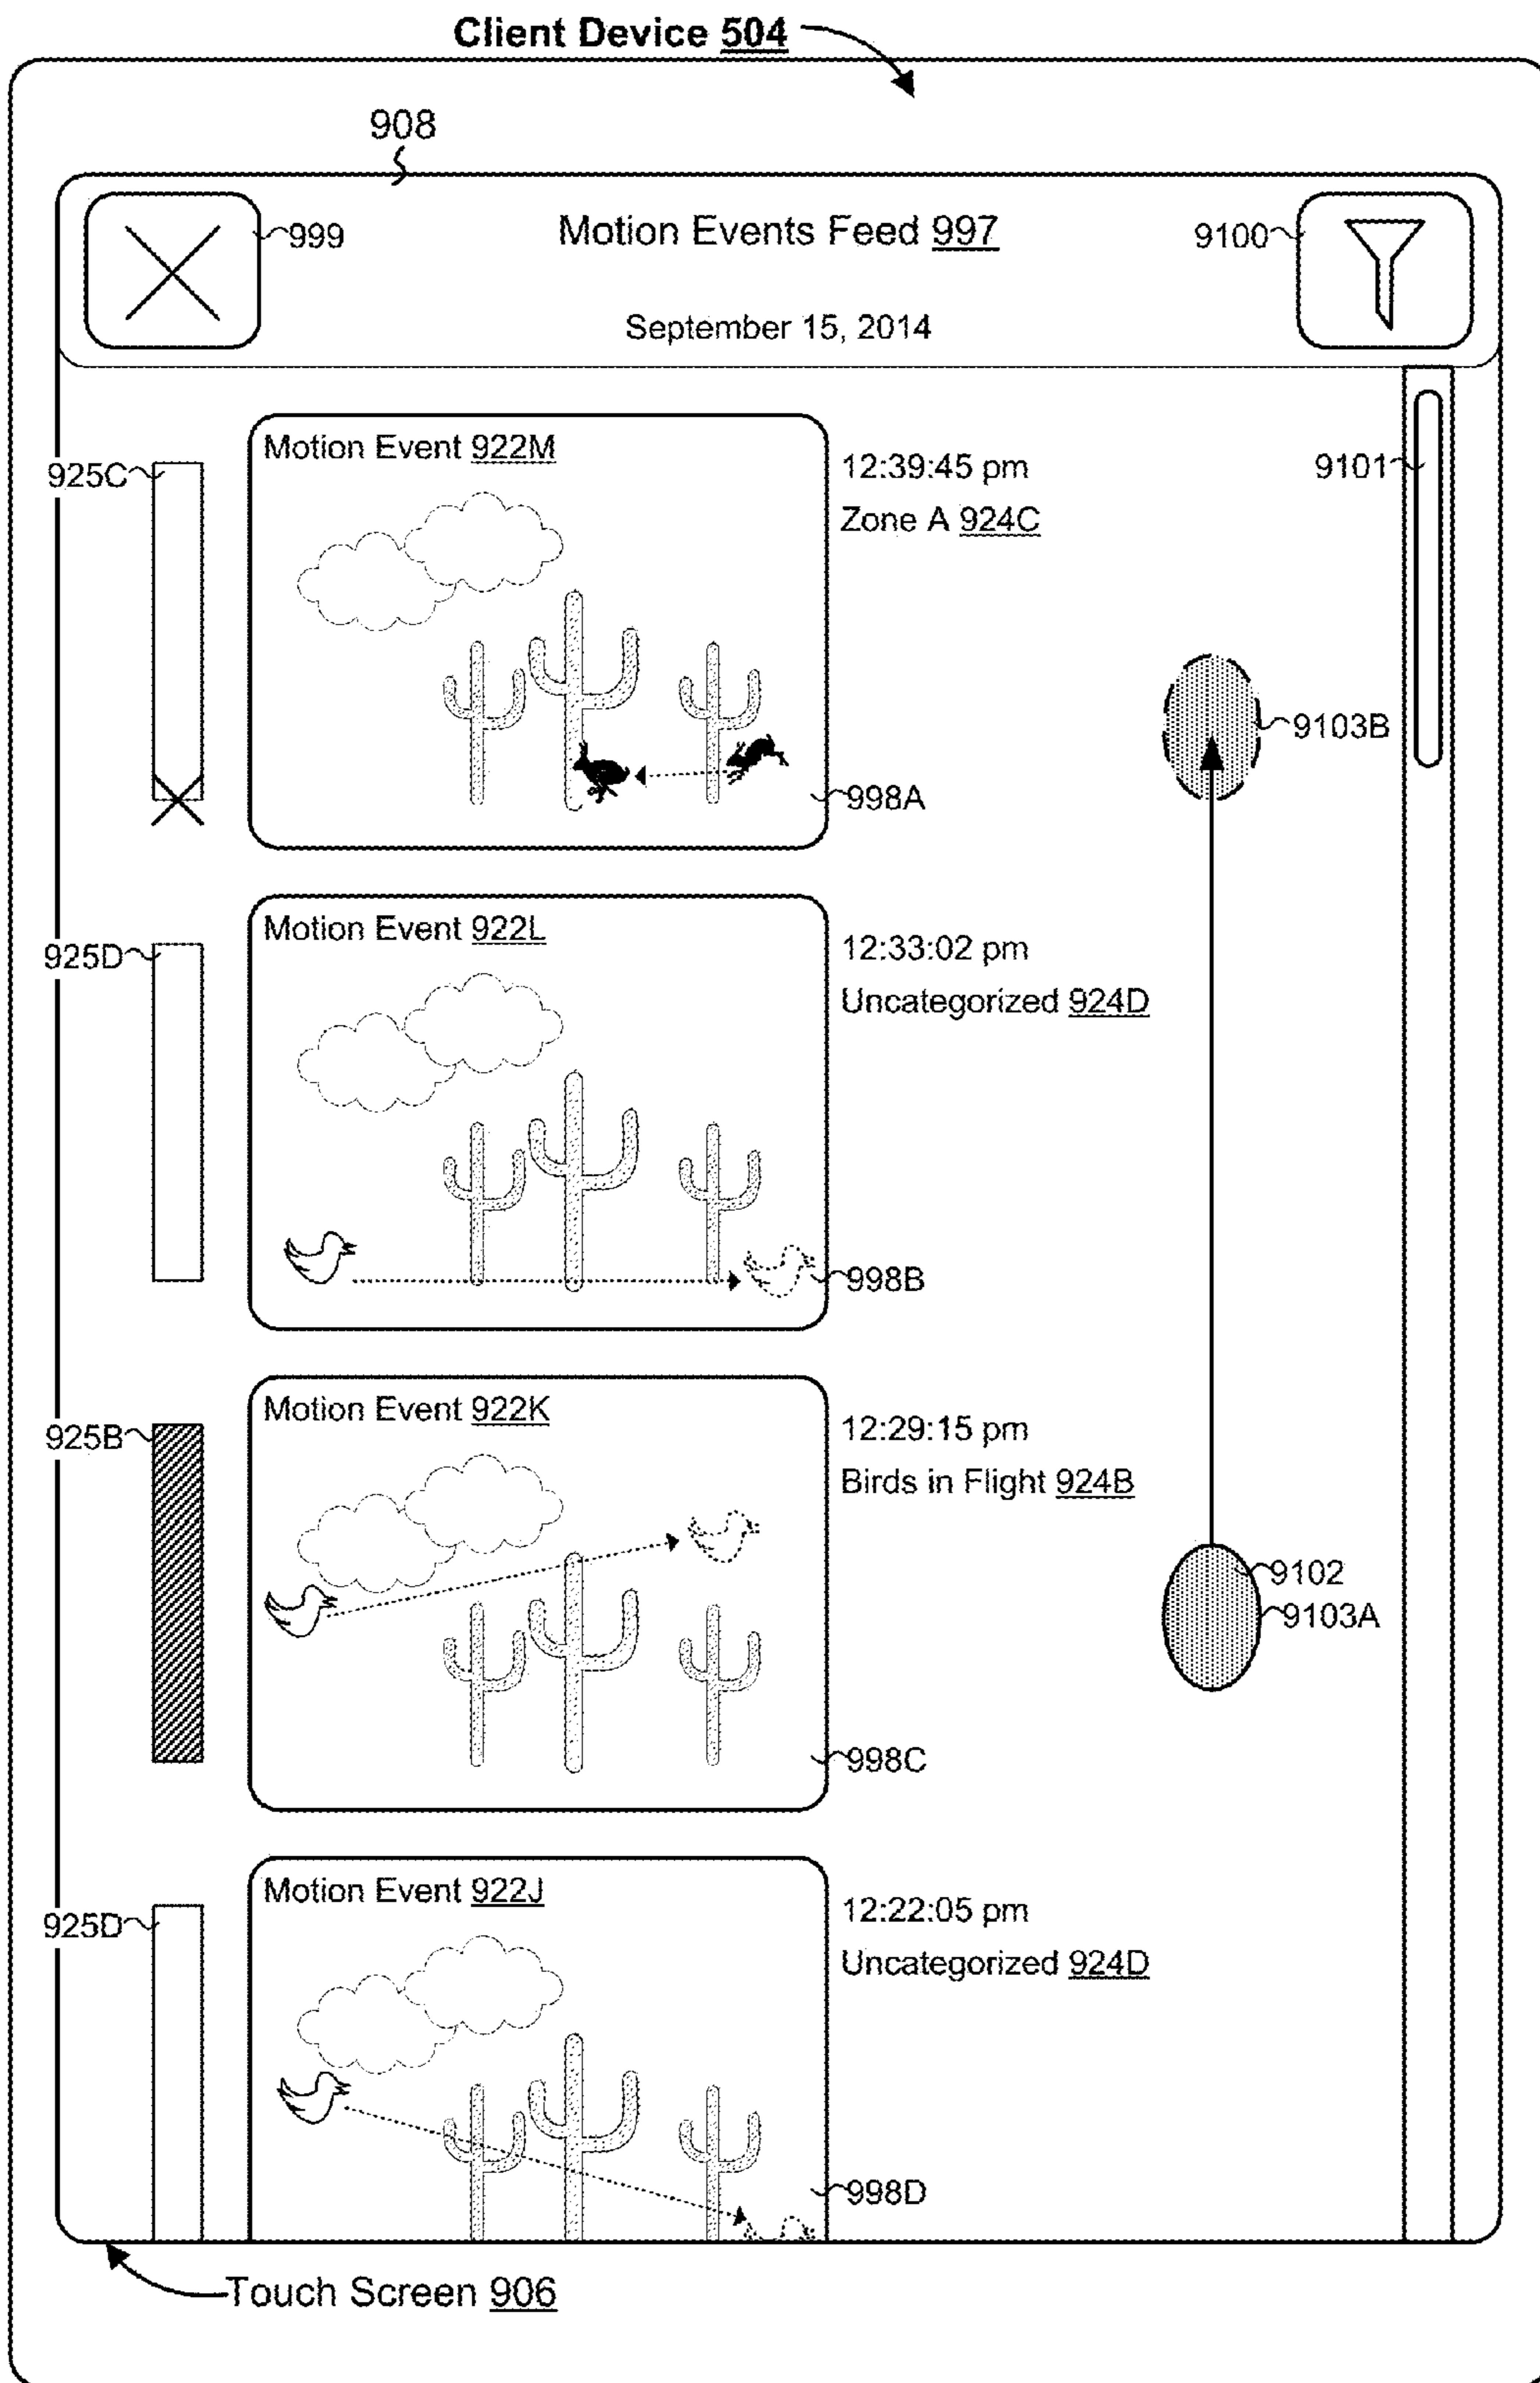 Client Device 504
908
999
Motion Events Feed 997
9100
September 15, 2014
925C
Motion Event 922M
12:39:45 pm
Zone A 924C
9101
9103B
998A
925D
Motion Event 922L
12:33:02 pm
Uncategorized 924D
998B
925B
Motion Event 922K
12:29:15 pm
Birds in Flight 924B
9102
9103A
998C
925D
Motion Event 922J
12:22:05 pm
Uncategorized 924D
998D
Touch Screen 906